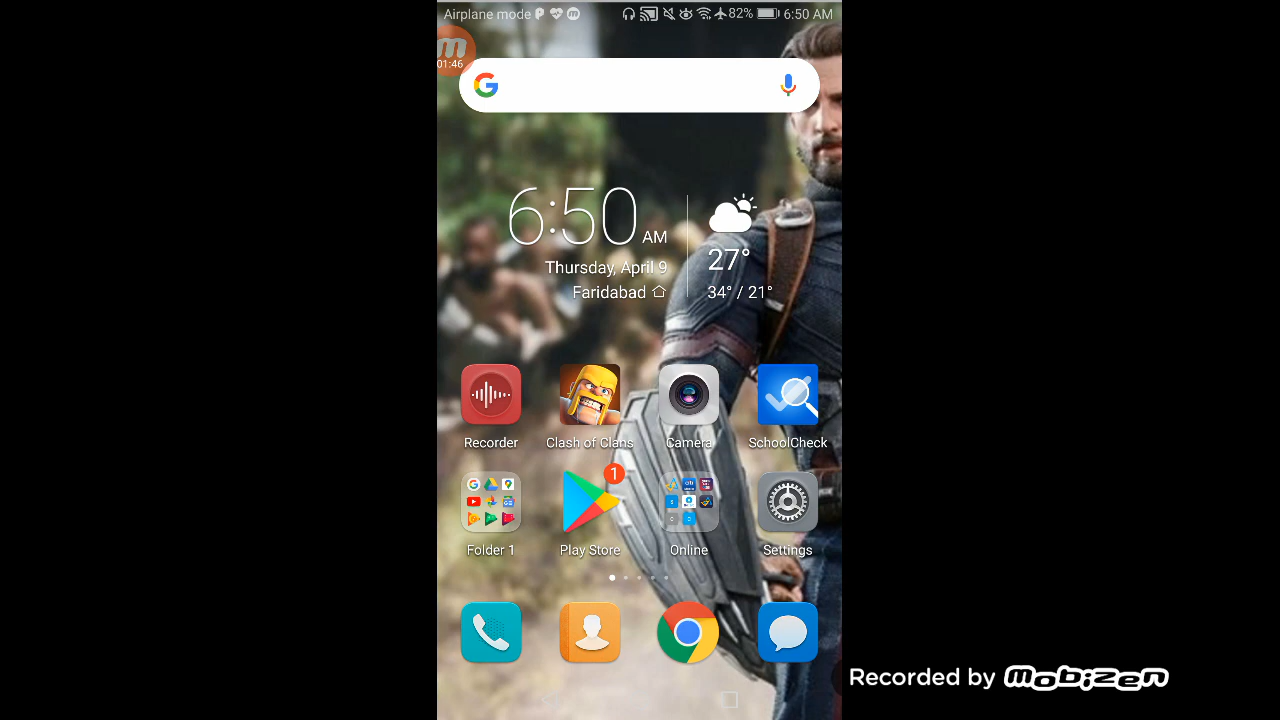 Airplane mode 82% 6:50 AM
01:46
6:50 AM
Thursday, April 9
Faridabad
27°
34° / 21°
Recorder Clash of Clans Camera SchoolCheck
1
Folder 1 Play Store Online Settings
Recorded by mobizen